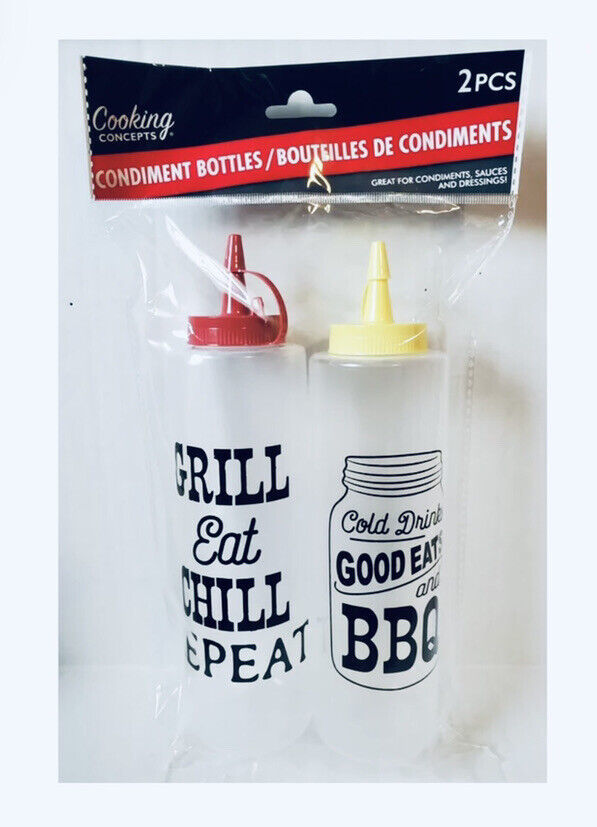 2PCS
Cooking
CONCEPTS®
CONDIMENT BOTTLES / BOUTEILLES DE CONDIMENTS
GREAT FOR CONDIMENTS, SAUCES
AND DRESSINGS!
GRILL
Eat
CHILL
EPEAT
Cold Drink
GOOD EATS
and
BBQ